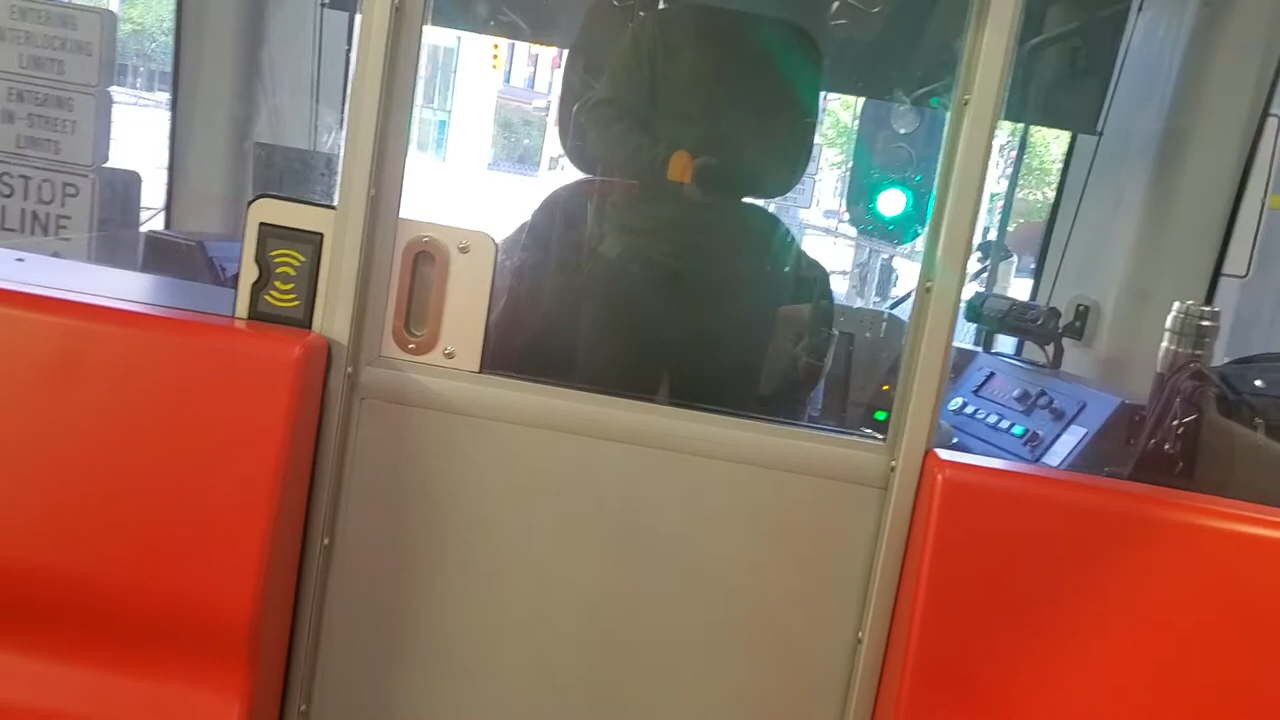 ENTERING
INTERLOCKING
LIMITS
ENTERING
IN-STREET
LIMITS
STOP
LINE